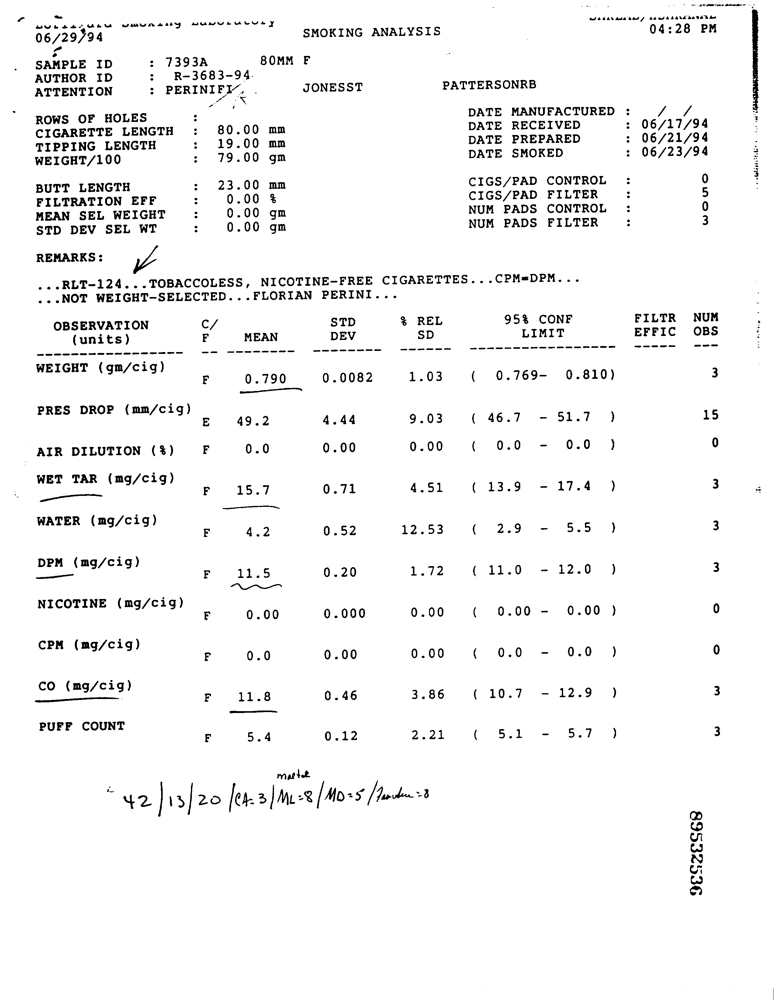 Smoking Laboratory
06/29/94 SMOKING ANALYSIS 04:28 PM
SAMPLE ID : 7393A 80MM F
AUTHOR ID : R-3683-94
ATTENTION : PERINIFL JONESST PATTERSONRB
ROWS OF HOLES : DATE MANUFACTURED : / /
CIGARETTE LENGTH : 80.00 mm DATE RECEIVED : 06/17/94
TIPPING LENGTH : 19.00 mm DATE PREPARED : 06/21/94
WEIGHT/100 : 79.00 gm DATE SMOKED : 06/23/94
BUTT LENGTH : 23.00 mm CIGS/PAD CONTROL : 0
FILTRATION EFF : 0.00 % CIGS/PAD FILTER : 5
MEAN SEL WEIGHT : 0.00 gm NUM PADS CONTROL : 0
STD DEV SEL WT : 0.00 gm NUM PADS FILTER : 3
REMARKS:
...RLT-124...TOBACCOLESS, NICOTINE-FREE CIGARETTES...CPM=DPM...
...NOT WEIGHT-SELECTED...FLORIAN PERINI...
OBSERVATION C/ STD % REL 95% CONF FILTR NUM
(units) F MEAN DEV SD LIMIT EFFIC OBS
WEIGHT (gm/cig) F 0.790 0.0082 1.03 ( 0.769- 0.810) 3
PRES DROP (mm/cig) E 49.2 4.44 9.03 ( 46.7 - 51.7 ) 15
AIR DILUTION (%) F 0.0 0.00 0.00 ( 0.0 - 0.0 ) 0
WET TAR (mg/cig) F 15.7 0.71 4.51 ( 13.9 - 17.4 ) 3
WATER (mg/cig) F 4.2 0.52 12.53 ( 2.9 - 5.5 ) 3
DPM (mg/cig) F 11.5 0.20 1.72 ( 11.0 - 12.0 ) 3
NICOTINE (mg/cig) F 0.00 0.000 0.00 ( 0.00 - 0.00 ) 0
CPM (mg/cig) F 0.0 0.00 0.00 ( 0.0 - 0.0 ) 0
CO (mg/cig) F 11.8 0.46 3.86 ( 10.7 - 12.9 ) 3
PUFF COUNT F 5.4 0.12 2.21 ( 5.1 - 5.7 ) 3
42/13/20/CA=3/ML=8/MD=5/
89532536